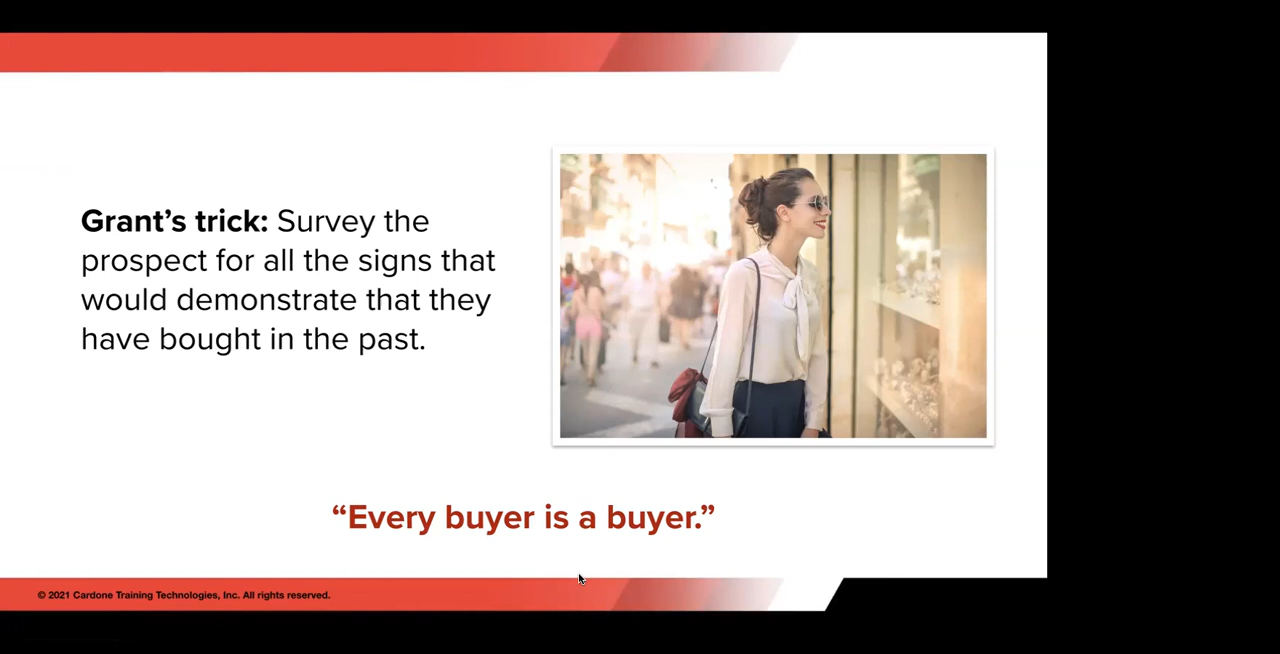 Grant’s trick: Survey the
prospect for all the signs that
would demonstrate that they
have bought in the past.
“Every buyer is a buyer.”
© 2021 Cardone Training Technologies, Inc. All rights reserved.